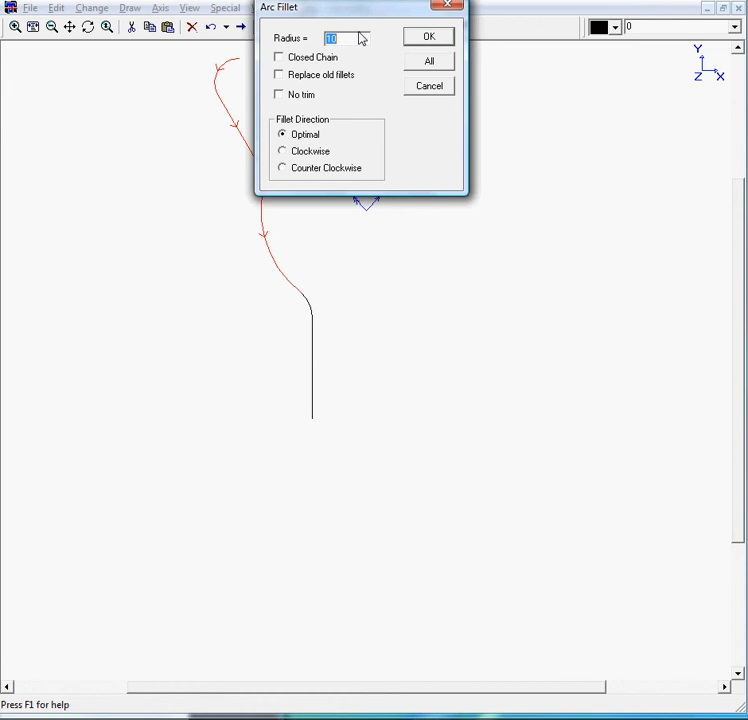 Arc Fillet
File Edit Change Draw Axis View Special
0
Radius = 10
OK
Closed Chain
All
Replace old fillets
Cancel
No trim
Fillet Direction
Optimal
Clockwise
Counter Clockwise
Y
Z X
Press F1 for help